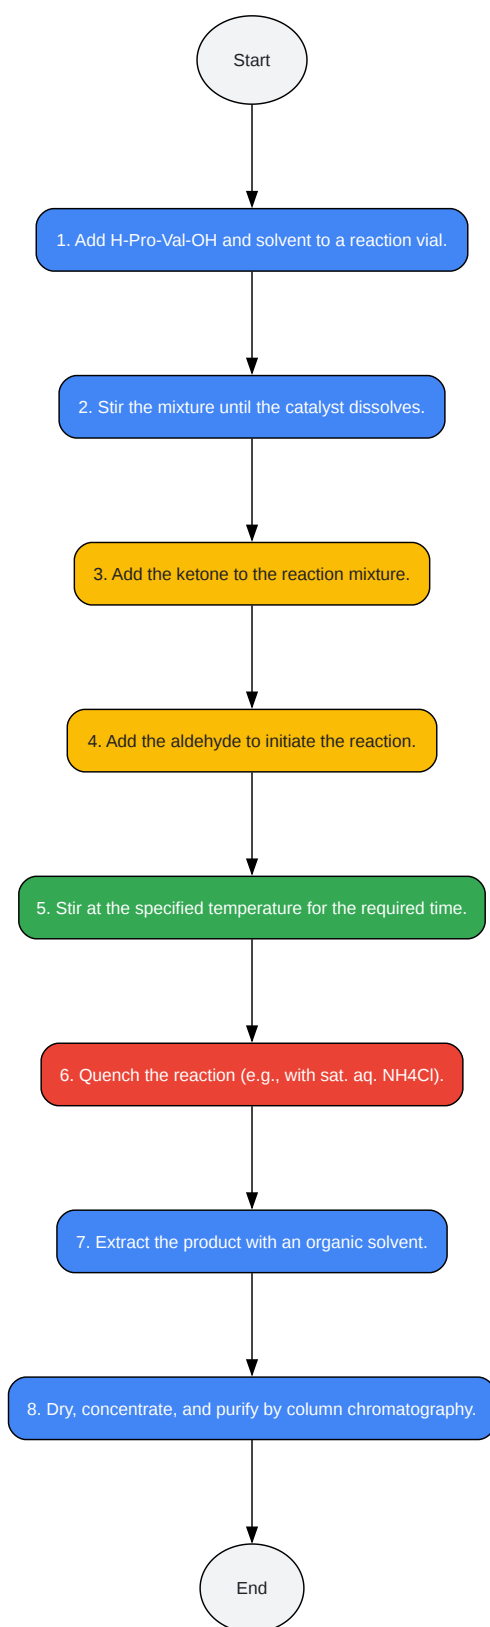 Start
1. Add H-Pro-Val-OH and solvent to a reaction vial.
2. Stir the mixture until the catalyst dissolves.
3. Add the ketone to the reaction mixture.
4. Add the aldehyde to initiate the reaction.
5. Stir at the specified temperature for the required time.
6. Quench the reaction (e.g., with sat. aq. NH4Cl).
7. Extract the product with an organic solvent.
8. Dry, concentrate, and purify by column chromatography.
End